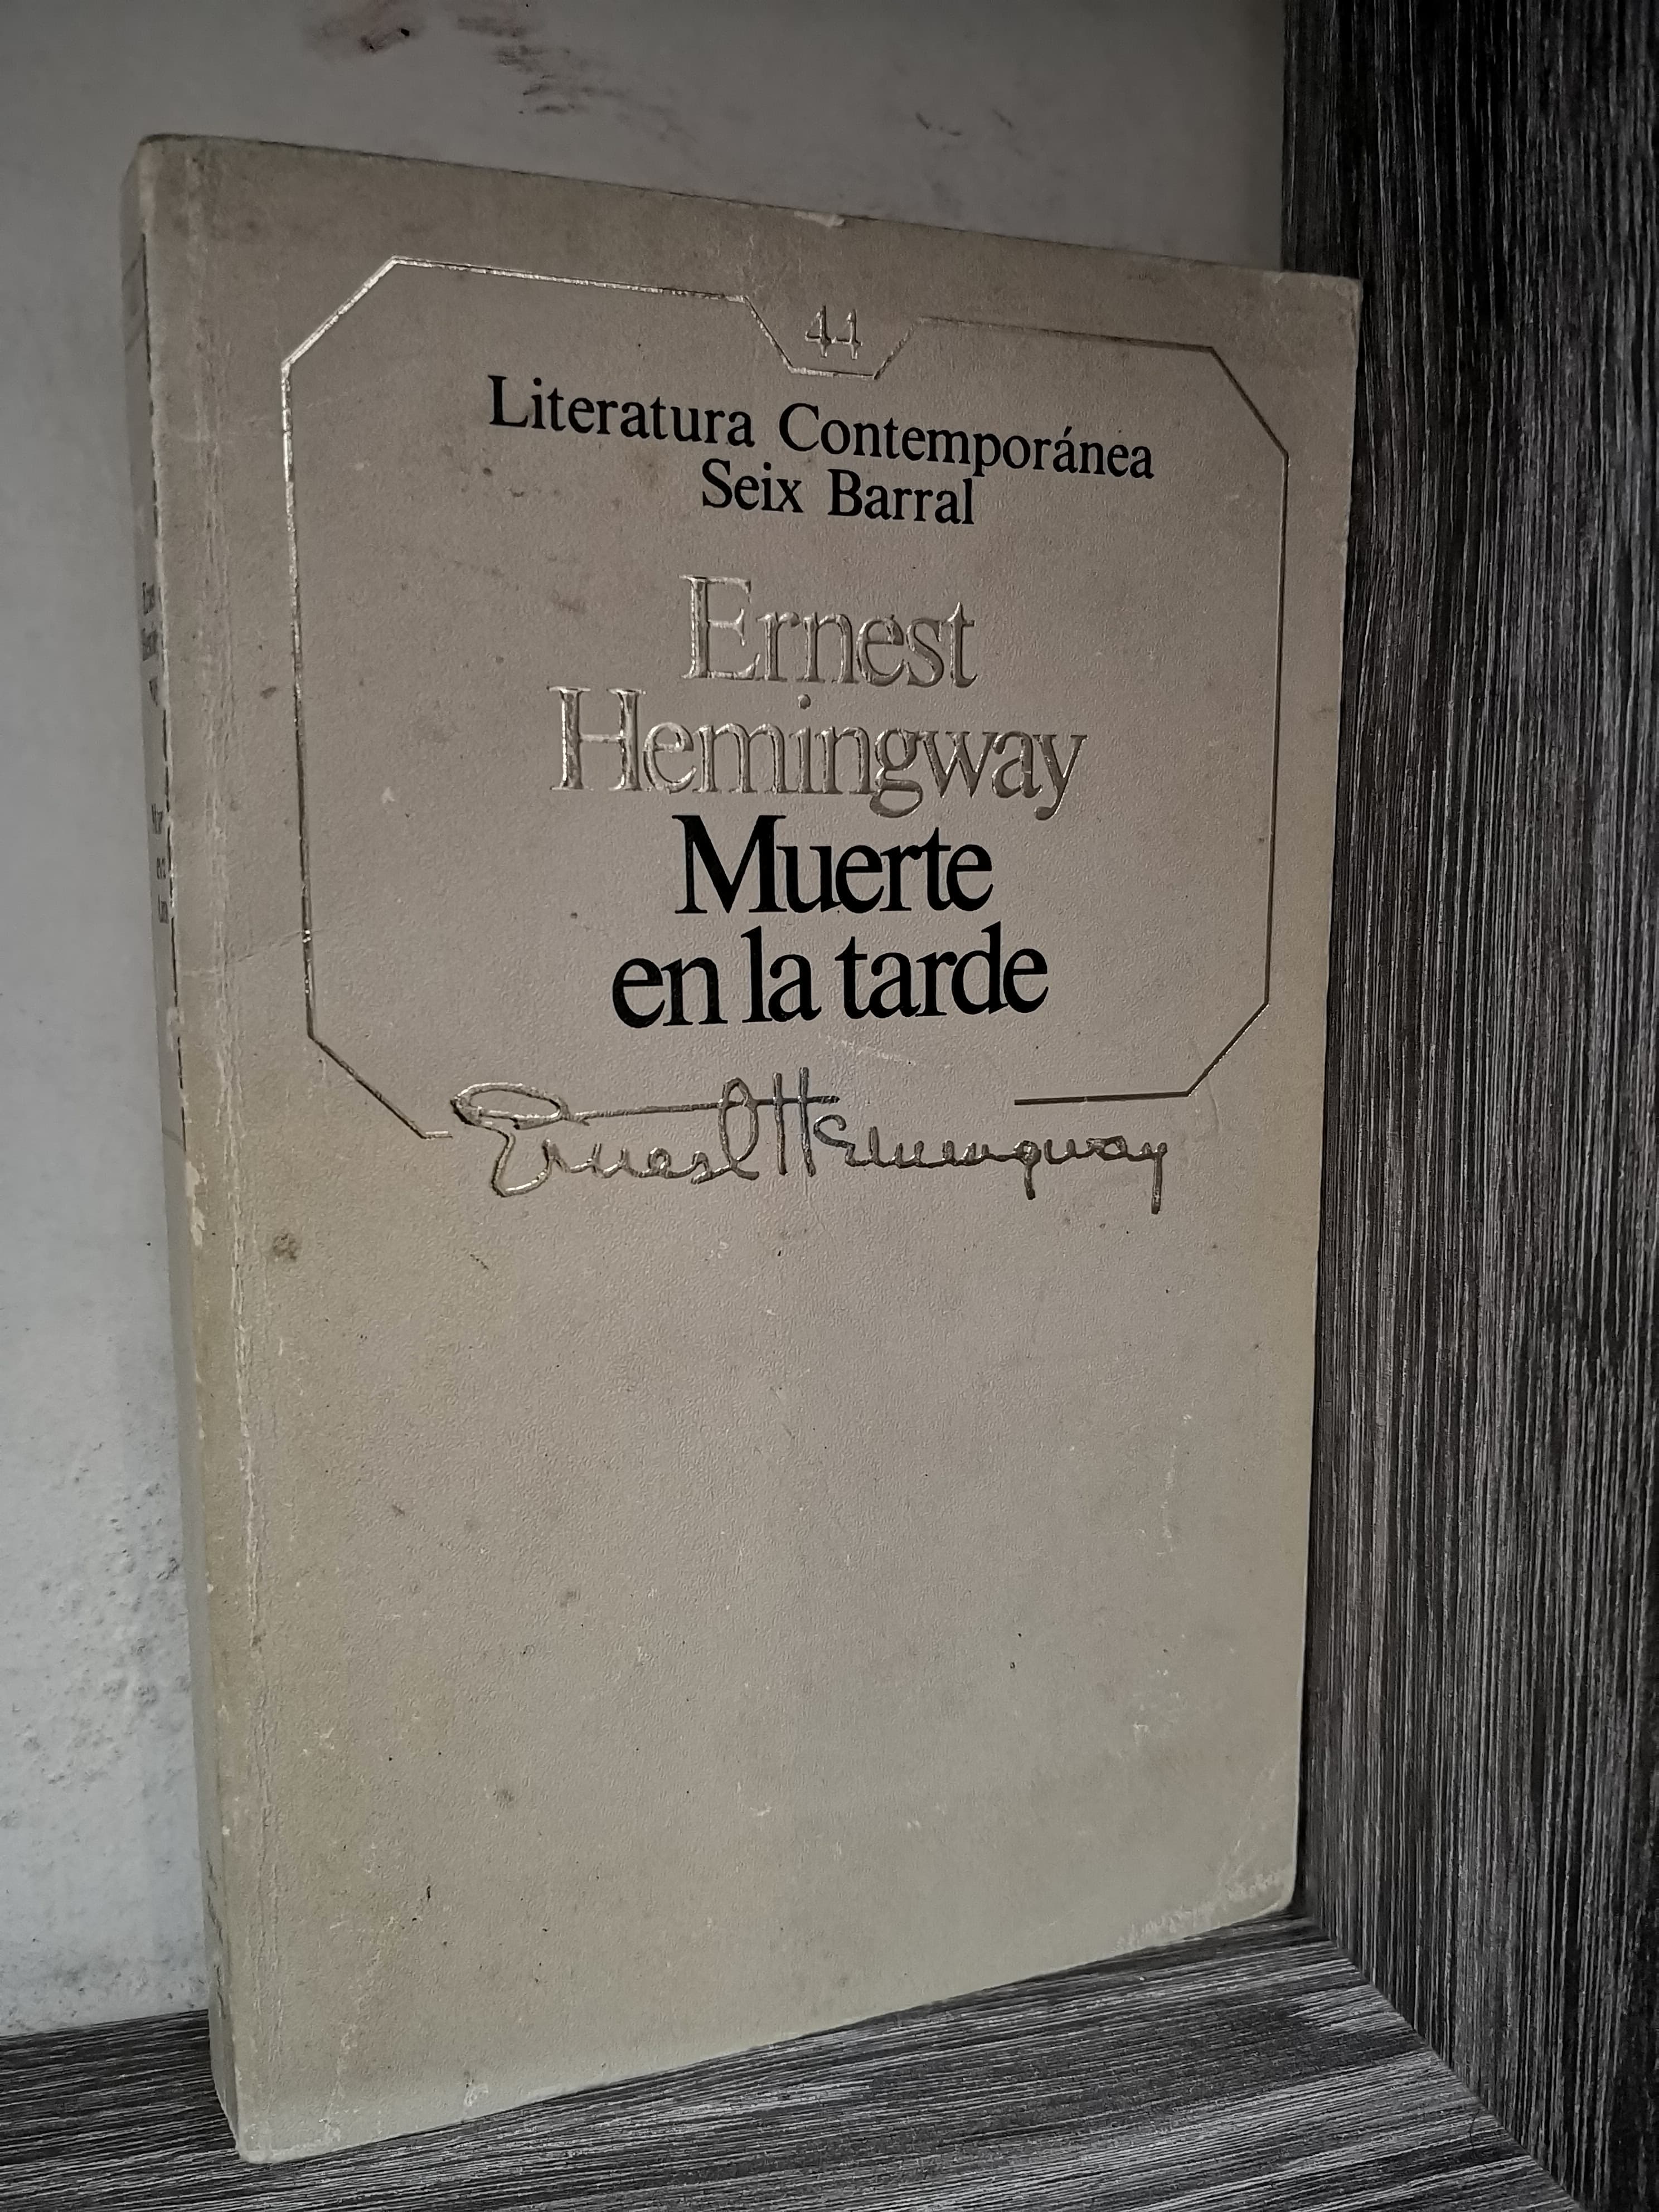 44
Literatura Contemporánea
Seix Barral
Ernest
Hemingway
Muerte
en la tarde
Ernest Hemingway